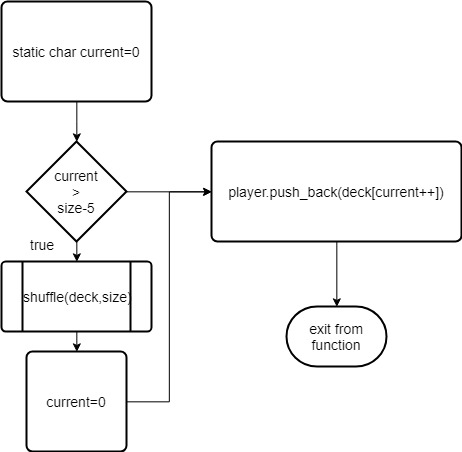 static char current=0
current
>
size-5
player.push_back(deck[current++])
true
shuffle(deck,size)
exit from
function
current=0